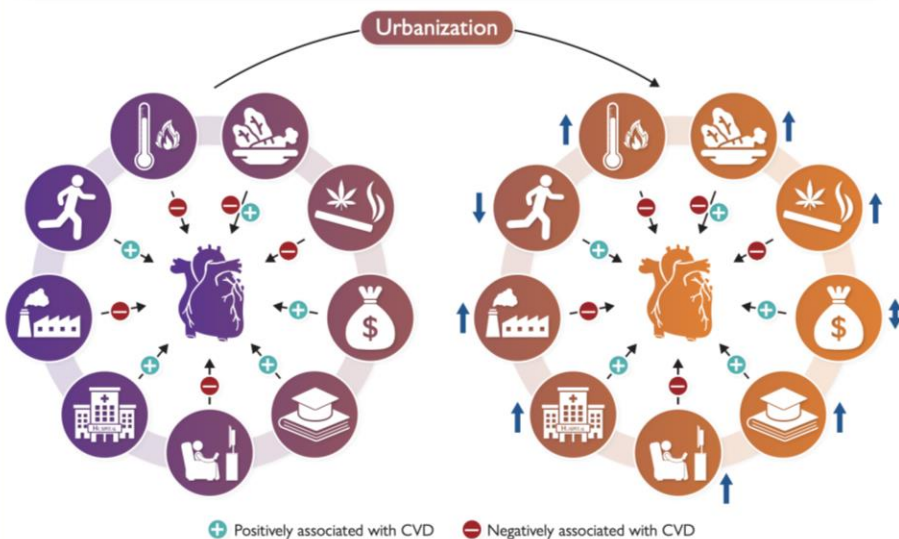 Urbanization
$
$
Positively associated with CVD
Negatively associated with CVD